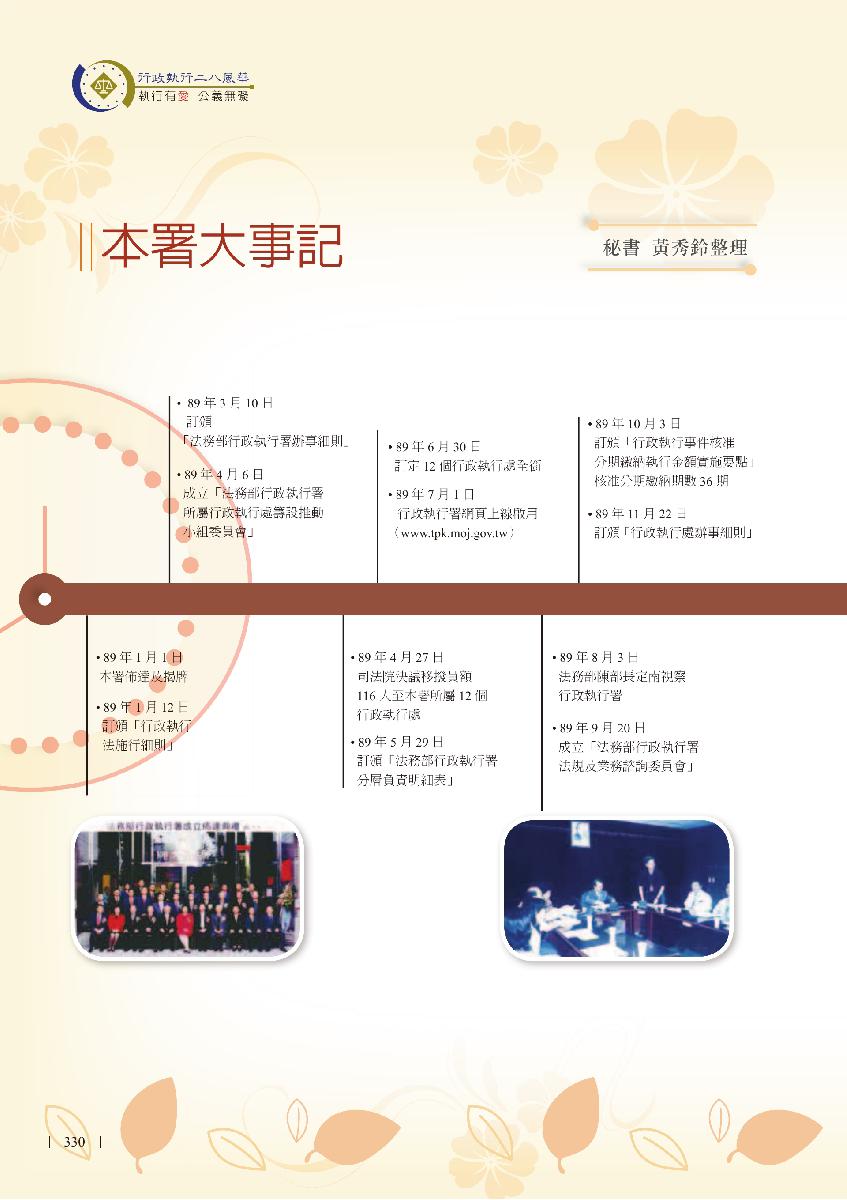 行政執行二八風華
執行有愛 公義無礙
本署大事記
秘書 黃秀鈴整理
• 89 年 3 月 10 日
訂頒
「法務部行政執行署辦事細則」
• 89 年 4 月 6 日
成立「法務部行政執行署
所屬行政執行處籌設推動
小組委員會」
• 89 年 6 月 30 日
訂定 12 個行政執行處全銜
• 89 年 7 月 1 日
行政執行署網頁上線啟用
（www.tpk.moj.gov.tw）
• 89 年 10 月 3 日
訂頒「行政執行事件核准
分期繳納執行金額實施要點」
核准分期繳納期數 36 期
• 89 年 11 月 22 日
訂頒「行政執行處辦事細則」
• 89 年 1 月 1 日
本署佈達及揭牌
• 89 年 1 月 12 日
訂頒「行政執行
法施行細則」
• 89 年 4 月 27 日
司法院決議移撥員額
116 人至本署所屬 12 個
行政執行處
• 89 年 5 月 29 日
訂頒「法務部行政執行署
分層負責明細表」
• 89 年 8 月 3 日
法務部陳部長定南視察
行政執行署
• 89 年 9 月 20 日
成立「法務部行政執行署
法規及業務諮詢委員會」
法務部行政執行署成立佈達典禮
330